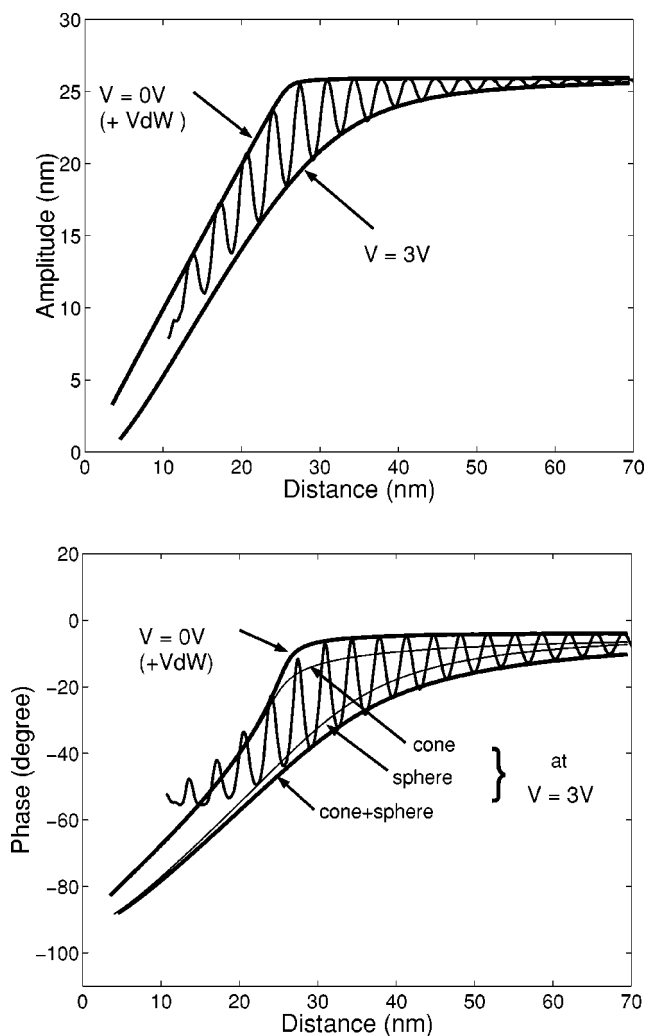 30
25
20
15
10
5
0
Amplitude (nm)
V = 0V
(+ VdW )
V = 3V
0 10 20 30 40 50 60 70
Distance (nm)
20
0
−20
−40
−60
−80
−100
Phase (degree)
V = 0V
(+VdW)
cone
sphere
cone+sphere
} at
V = 3V
0 10 20 30 40 50 60 70
Distance (nm)